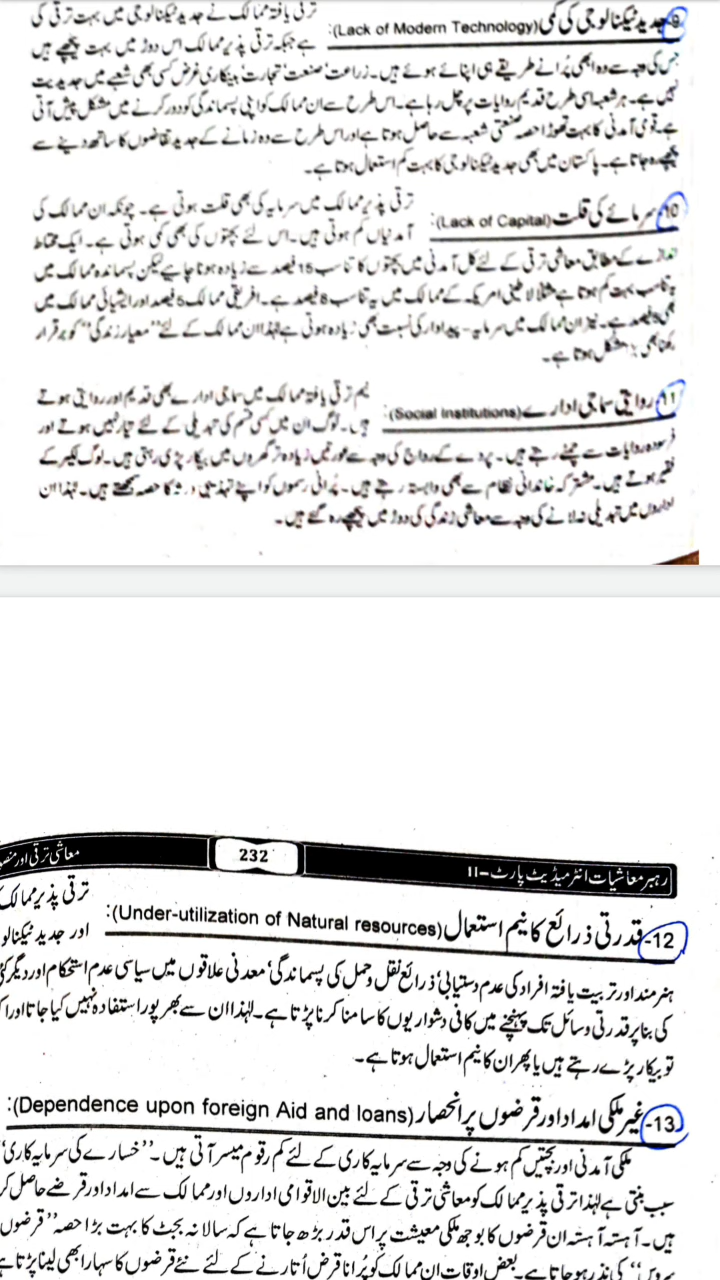 ترقی یافتہ ممالک نے جدید ٹیکنالوجی میں بہت ترقی کی
9- جدید ٹیکنالوجی کی کمی (Lack of Modern Technology):
ہے جبکہ ترقی پذیر ممالک اس دوڑ میں بہت پیچھے ہیں
جس کی وجہ سے وہ ابھی پُرانے طریقے ہی اپنائے ہوئے ہیں۔ زراعت، صنعت، تجارت، بینکاری غرض کسی بھی شعبے میں جدیدیت
نہیں ہے۔ ہر شعبہ اسی طرح قدیم روایات پر چل رہا ہے۔ اس طرح سے ان ممالک کو اپنی پسماندگی کو دور کرنے میں مشکل پیش آتی
ہے قومی آمدنی کا بہت تھوڑا حصہ صنعتی شعبہ سے حاصل ہوتا ہے اور اس طرح سے وہ زمانے کے جدید تقاضوں کا ساتھ دینے سے
پیچھے رہ جاتا ہے۔ پاکستان میں بھی جدید ٹیکنالوجی کا بہت کم استعمال ہوتا ہے۔
ترقی پذیر ممالک میں سرمایہ کی بھی قلت ہوتی ہے۔ چونکہ ان ممالک کی
10- سرمائے کی قلت (Lack of Capital):
آمدنیاں کم ہوتی ہیں۔ اس لئے بچتوں کی بھی کمی ہوتی ہے۔ ایک محتاط
اندازے کے مطابق معاشی ترقی کے لئے کل آمدنی میں بچتوں کا تناسب 15 فیصد سے زیادہ ہونا چاہیے لیکن پسماندہ ممالک میں
یہ تناسب بہت کم ہوتا ہے مثلاً لاطینی امریکہ کے ممالک میں یہ تناسب 8 فیصد ہے۔ افریقی ممالک 5 فیصد اور ایشیائی ممالک میں
بھی فیصد ہے۔ نیز ان ممالک میں سرمایہ - پیداوار کی نسبت بھی زیادہ ہوتی ہے لہٰذا ان ممالک کے لئے "معیار زندگی" کو برقرار
رکھنا بھی مشکل ہوتا ہے۔
نیم ترقی یافتہ ممالک میں سماجی ادارے بھی قدیم اور روایتی ہوتے
11- روایتی سماجی ادارے (Social Institutions):
ہیں۔ لوگ ان میں کسی قسم کی تبدیلی کے لئے تیار نہیں ہوتے اور
فرسودہ روایات سے چمٹے رہتے ہیں۔ پردے کے رواج کی وجہ سے عورتیں زیادہ تر گھروں میں بیکار پڑی رہتی ہیں۔ لوگ لکیر کے
فقیر ہوتے ہیں۔ مشترکہ خاندانی نظام سے بھی وابستہ رہتے ہیں۔ پُرانی رسموں کو اپنے تہذیبی ورثہ کا حصہ سمجھتے ہیں۔ لہٰذا ان
اداروں میں تبدیلی نہ لانے کی وجہ سے معاشی زندگی کی دوڑ میں پیچھے رہ گئے ہیں۔
رہبر معاشیات انٹرمیڈیٹ پارٹ-II
232
معاشی ترقی اور
ترقی پذیر ممالک
12- قدرتی ذرائع کا نیم استعمال (Under-utilization of Natural resources):
اور جدید
ہنرمند اور تربیت یافتہ افراد کی عدم دستیابی، ذرائع نقل وحمل کی پسماندگی، معدنی علاقوں میں سیاسی عدم استحکام اور دیگر
کی بنا پر قدرتی وسائل تک پہنچنے میں کافی دشواریوں کا سامنا کرنا پڑتا ہے۔ لہٰذا ان سے بھرپور استفادہ نہیں کیا جاتا اور
تو بیکار پڑے رہتے ہیں یا پھر ان کا نیم استعمال ہوتا ہے۔
13- غیر ملکی امداد اور قرضوں پر انحصار (Dependence upon foreign Aid and loans):
ملکی آمدنی اور بچتیں کم ہونے کی وجہ سے سرمایہ کاری کے لئے کم رقوم میسر آتی ہیں۔ "خسارے کی سرمایہ کاری"
سبب بنتی ہے لہٰذا ترقی پذیر ممالک کو معاشی ترقی کے لئے بین الاقوامی اداروں اور ممالک سے امداد اور قرضے حاصل
ہیں۔ آہستہ آہستہ ان قرضوں کا بوجھ ملکی معیشت پر اس قدر بڑھ جاتا ہے کہ سالانہ بجٹ کا بہت بڑا حصہ "قرضوں
کی نذر ہو جاتا ہے۔ بعض اوقات ان ممالک کو پُرانا قرض اُتارنے کے لئے نئے قرضوں کا سہارا بھی لینا پڑتا